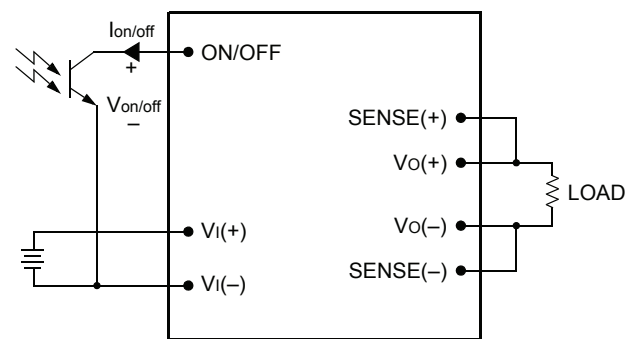 Ion/off
+
ON/OFF
Von/off
–
SENSE(+)
VO(+)
LOAD
VO(–)
SENSE(–)
VI(+)
VI(–)